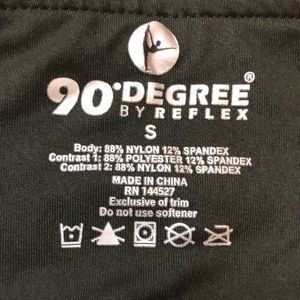 90°DEGREE®
BY REFLEX
S
Body: 88% NYLON 12% SPANDEX
Contrast 1: 88% POLYESTER 12% SPANDEX
Contrast 2: 88% NYLON 12% SPANDEX
MADE IN CHINA
RN 144527
Exclusive of trim
Do not use softener